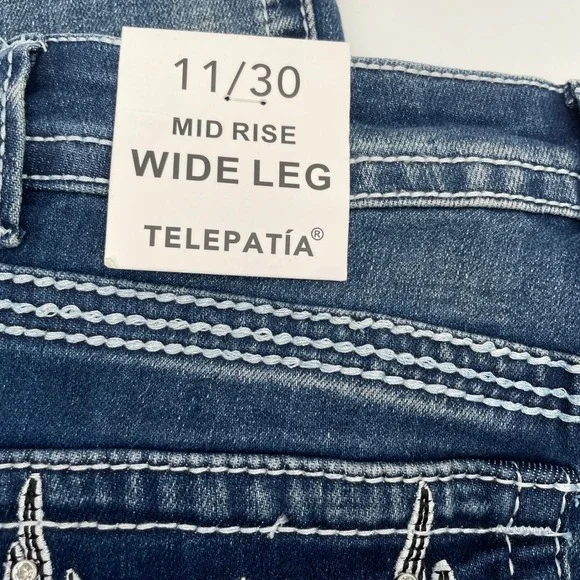 11/30
MID RISE
WIDE LEG
TELEPATÍA®